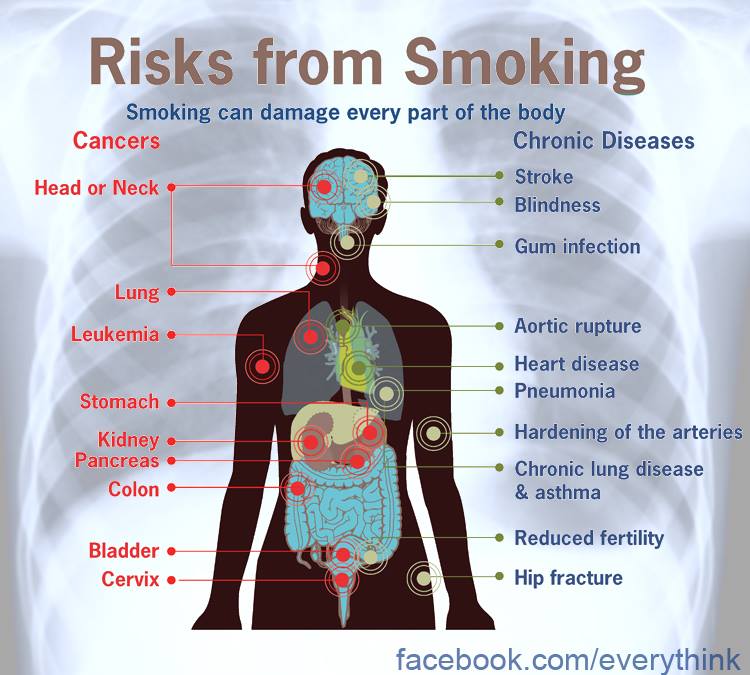 Risks from Smoking
Smoking can damage every part of the body
Cancers
Head or Neck
Lung
Leukemia
Stomach
Kidney
Pancreas
Colon
Bladder
Cervix
Chronic Diseases
Stroke
Blindness
Gum infection
Aortic rupture
Heart disease
Pneumonia
Hardening of the arteries
Chronic lung disease
& asthma
Reduced fertility
Hip fracture
facebook.com/everythink